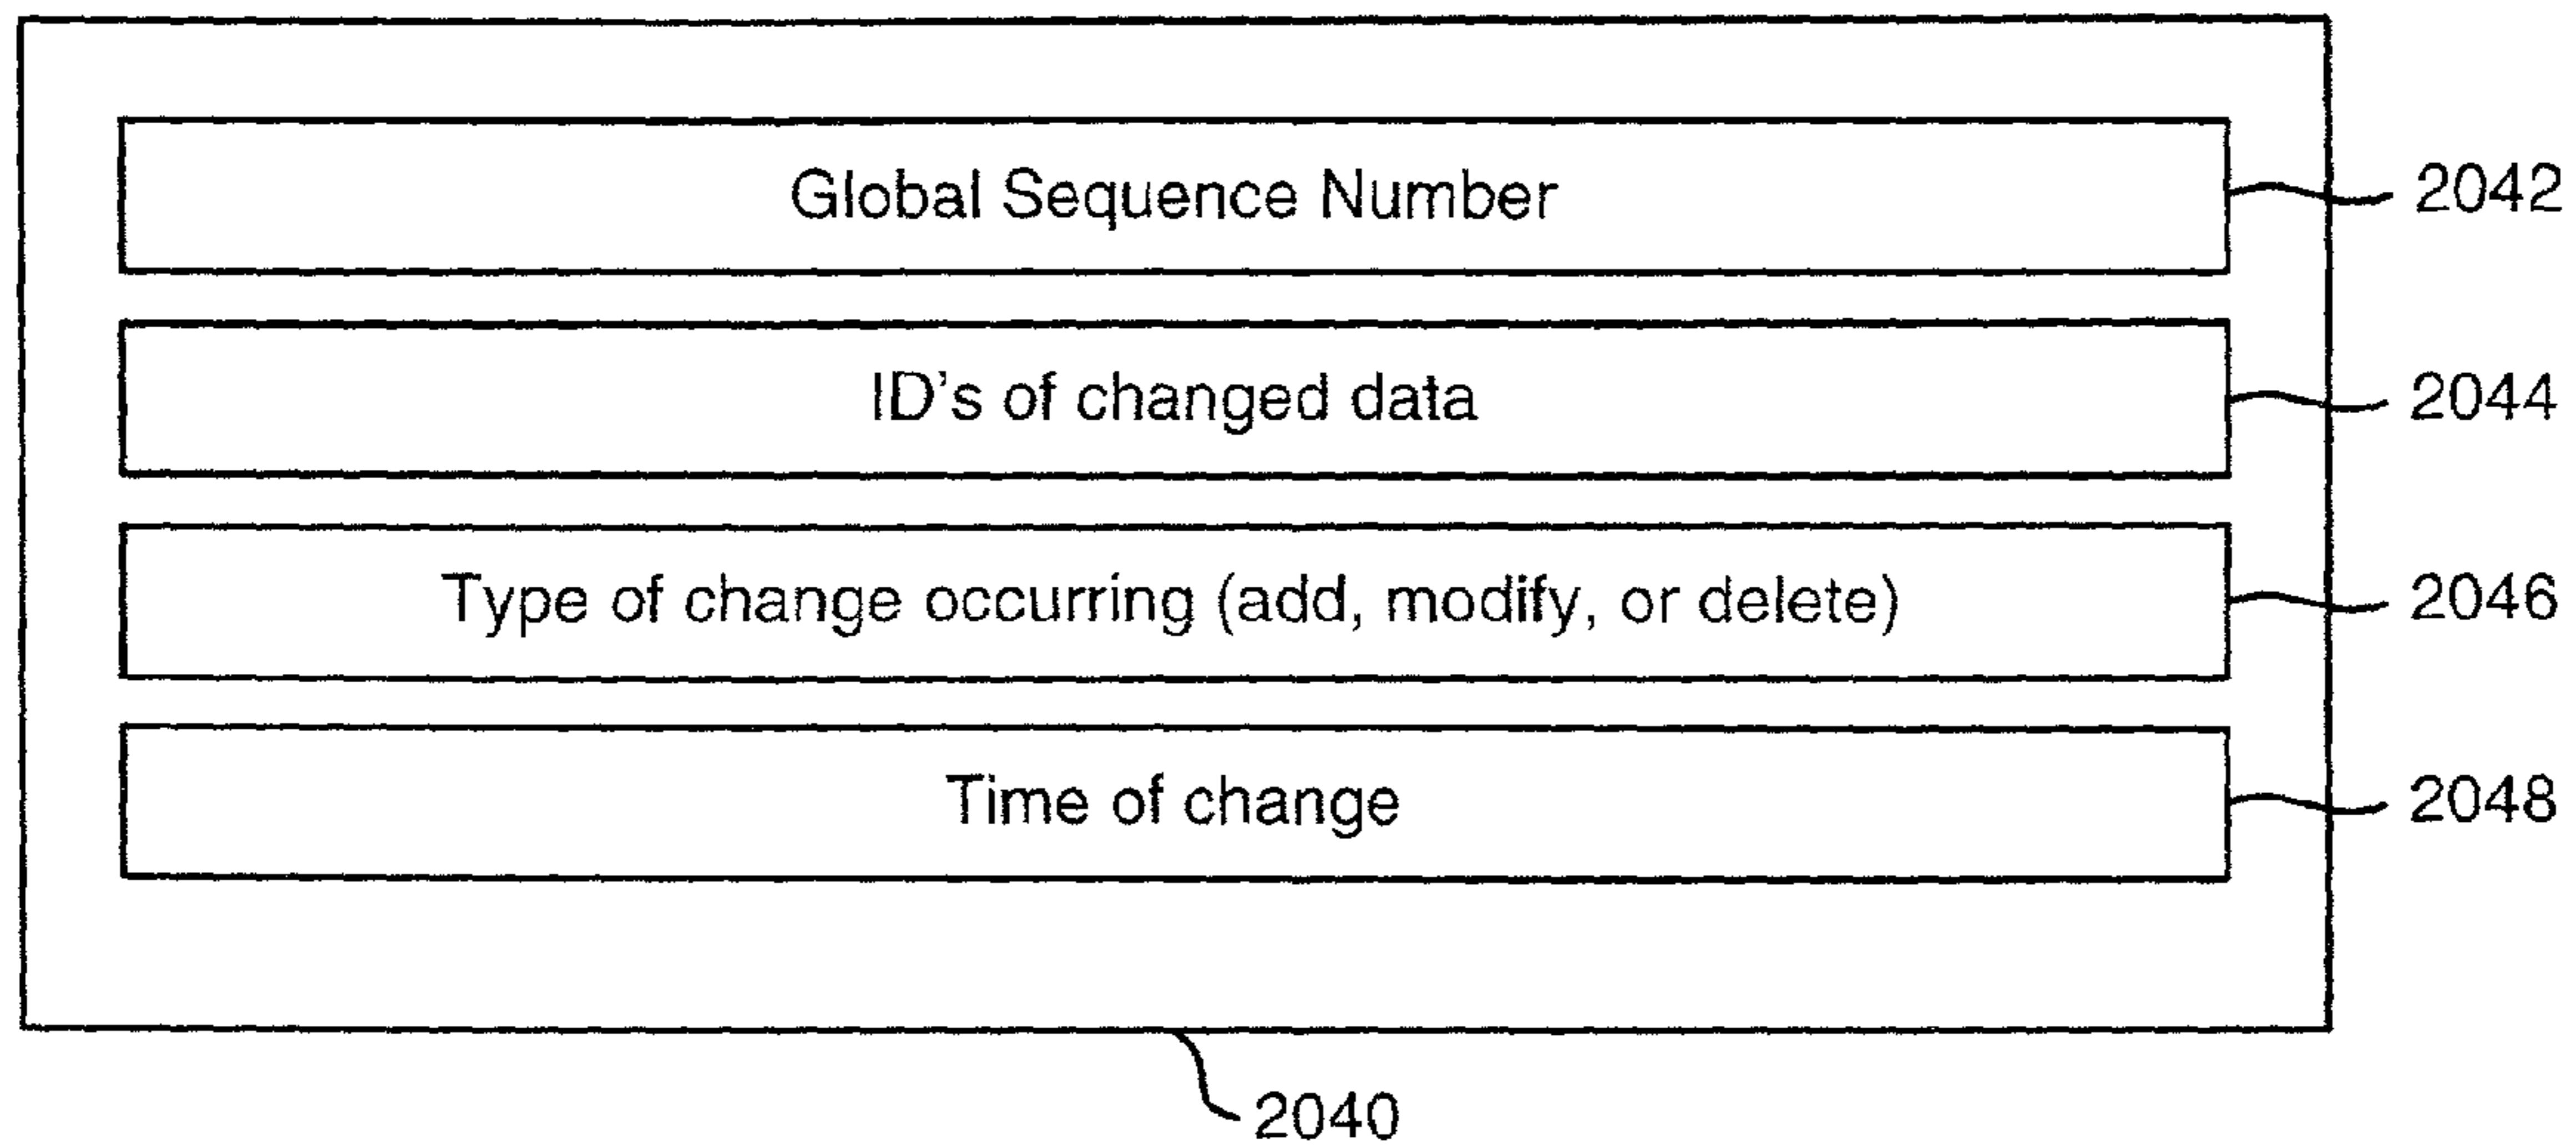 Global Sequence Number 2042
ID's of changed data 2044
Type of change occurring (add, modify, or delete) 2046
Time of change 2048
2040